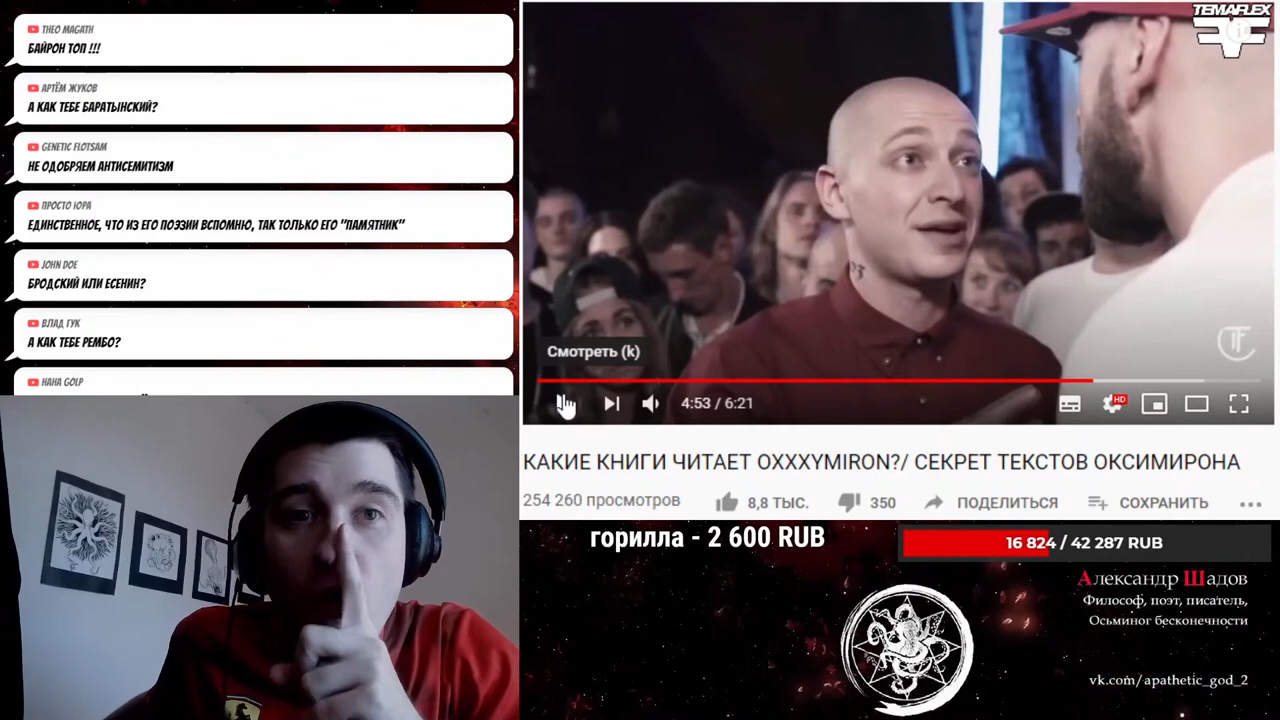 THEO MAGATH
БАЙРОН ТОП !!!
АРТЁМ ЖУКОВ
А КАК ТЕБЕ БАРАТЫНСКИЙ?
GENETIC FLOTSAM
НЕ ОДОБРЯЕМ АНТИСЕМИТИЗМ
ПРОСТО ЮРА
ЕДИНСТВЕННОЕ, ЧТО ИЗ ЕГО ПОЭЗИИ ВСПОМНЮ, ТАК ТОЛЬКО ЕГО "ПАМЯТНИК"
JOHN DOE
БРОДСКИЙ ИЛИ ЕСЕНИН?
ВЛАД ГУК
А КАК ТЕБЕ РЕМБО?
НАНА GOLP
TEMAFLEX
Смотреть (k)
4:53 / 6:21
HD
КАКИЕ КНИГИ ЧИТАЕТ OXXXYMIRON?/ СЕКРЕТ ТЕКСТОВ ОКСИМИРОНА
254 260 просмотров
8,8 ТЫС.
350
ПОДЕЛИТЬСЯ
СОХРАНИТЬ
горилла - 2 600 RUB
16 824 / 42 287 RUB
Александр Шадов
Философ, поэт, писатель,
Осьминог бесконечности
vk.com/apathetic_god_2